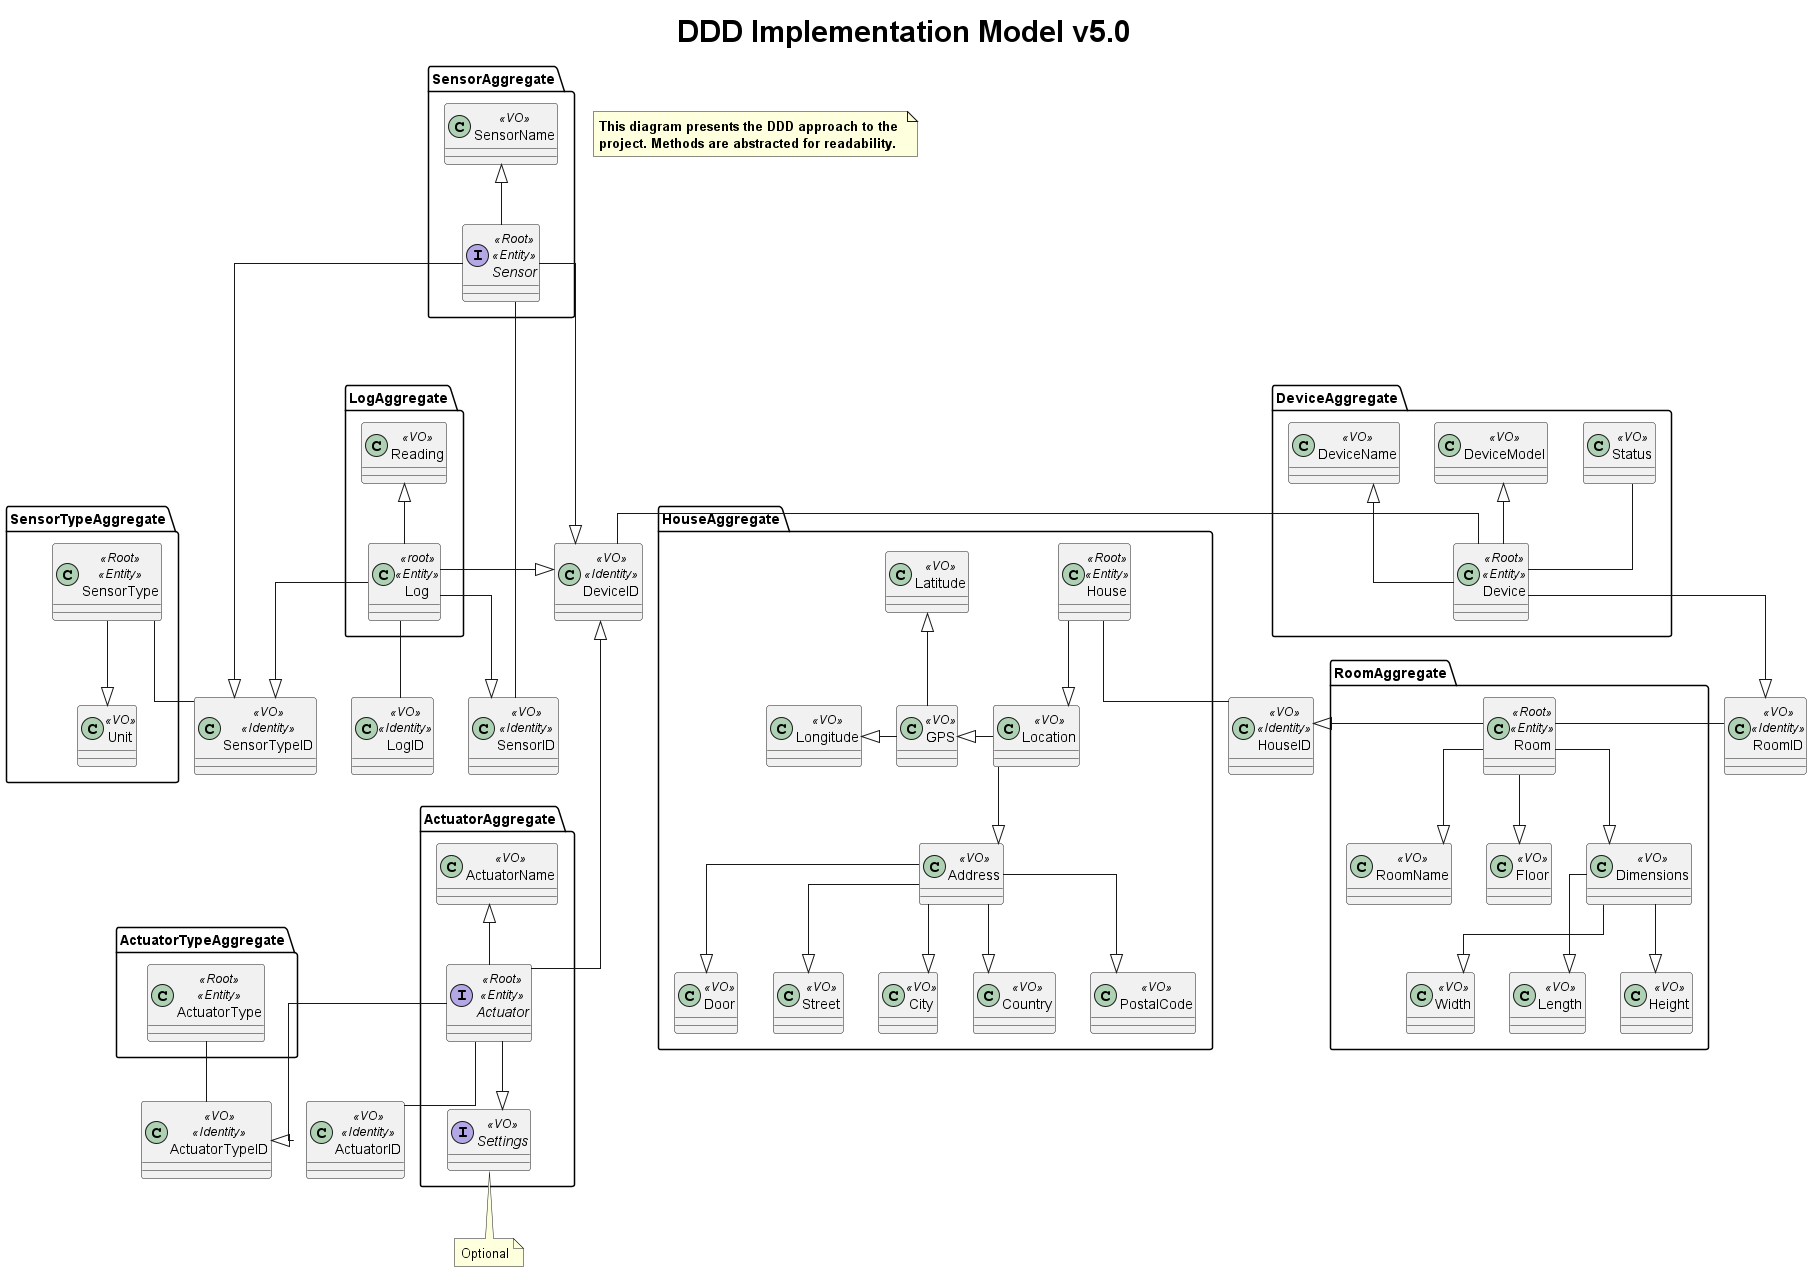 DDD Implementation Model v5.0
SensorAggregate
«VO»
SensorName
This diagram presents the DDD approach to the
project. Methods are abstracted for readability.
«Root»
«Entity»
Sensor
LogAggregate
«VO»
Reading
«root»
«Entity»
Log
DeviceAggregate
«VO»
DeviceName
«VO»
DeviceModel
«VO»
Status
«Root»
«Entity»
Device
SensorTypeAggregate
«Root»
«Entity»
SensorType
«VO»
Unit
«VO»
«Identity»
DeviceID
HouseAggregate
«VO»
Latitude
«Root»
«Entity»
House
«VO»
Longitude
«VO»
GPS
«VO»
Location
«VO»
«Identity»
SensorTypeID
«VO»
«Identity»
LogID
«VO»
«Identity»
SensorID
«VO»
«Identity»
HouseID
RoomAggregate
«Root»
«Entity»
Room
«VO»
«Identity»
RoomID
ActuatorAggregate
«VO»
ActuatorName
«VO»
Address
«VO»
RoomName
«VO»
Floor
«VO»
Dimensions
ActuatorTypeAggregate
«Root»
«Entity»
ActuatorType
«Root»
«Entity»
Actuator
«VO»
Door
«VO»
Street
«VO»
City
«VO»
Country
«VO»
PostalCode
«VO»
Width
«VO»
Length
«VO»
Height
«VO»
«Identity»
ActuatorTypeID
«VO»
«Identity»
ActuatorID
«VO»
Settings
Optional